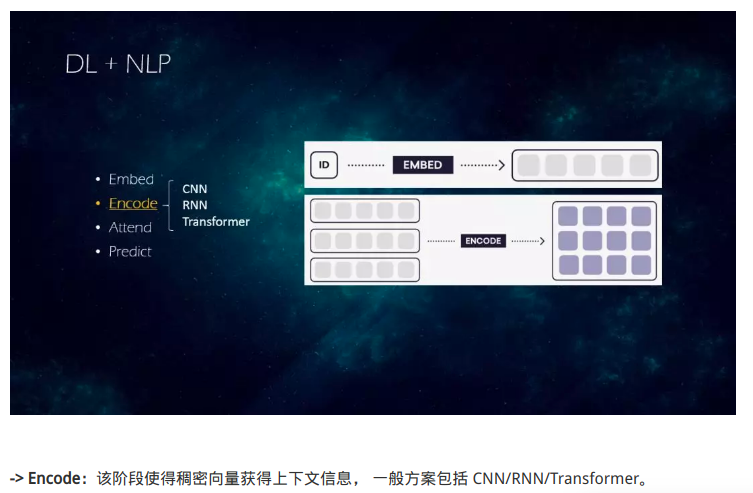 DL + NLP
ID
EMBED
• Embed
• Encode
• Attend
• Predict
CNN
RNN
Transformer
ENCODE
-> Encode：该阶段使得稠密向量获得上下文信息， 一般方案包括 CNN/RNN/Transformer。